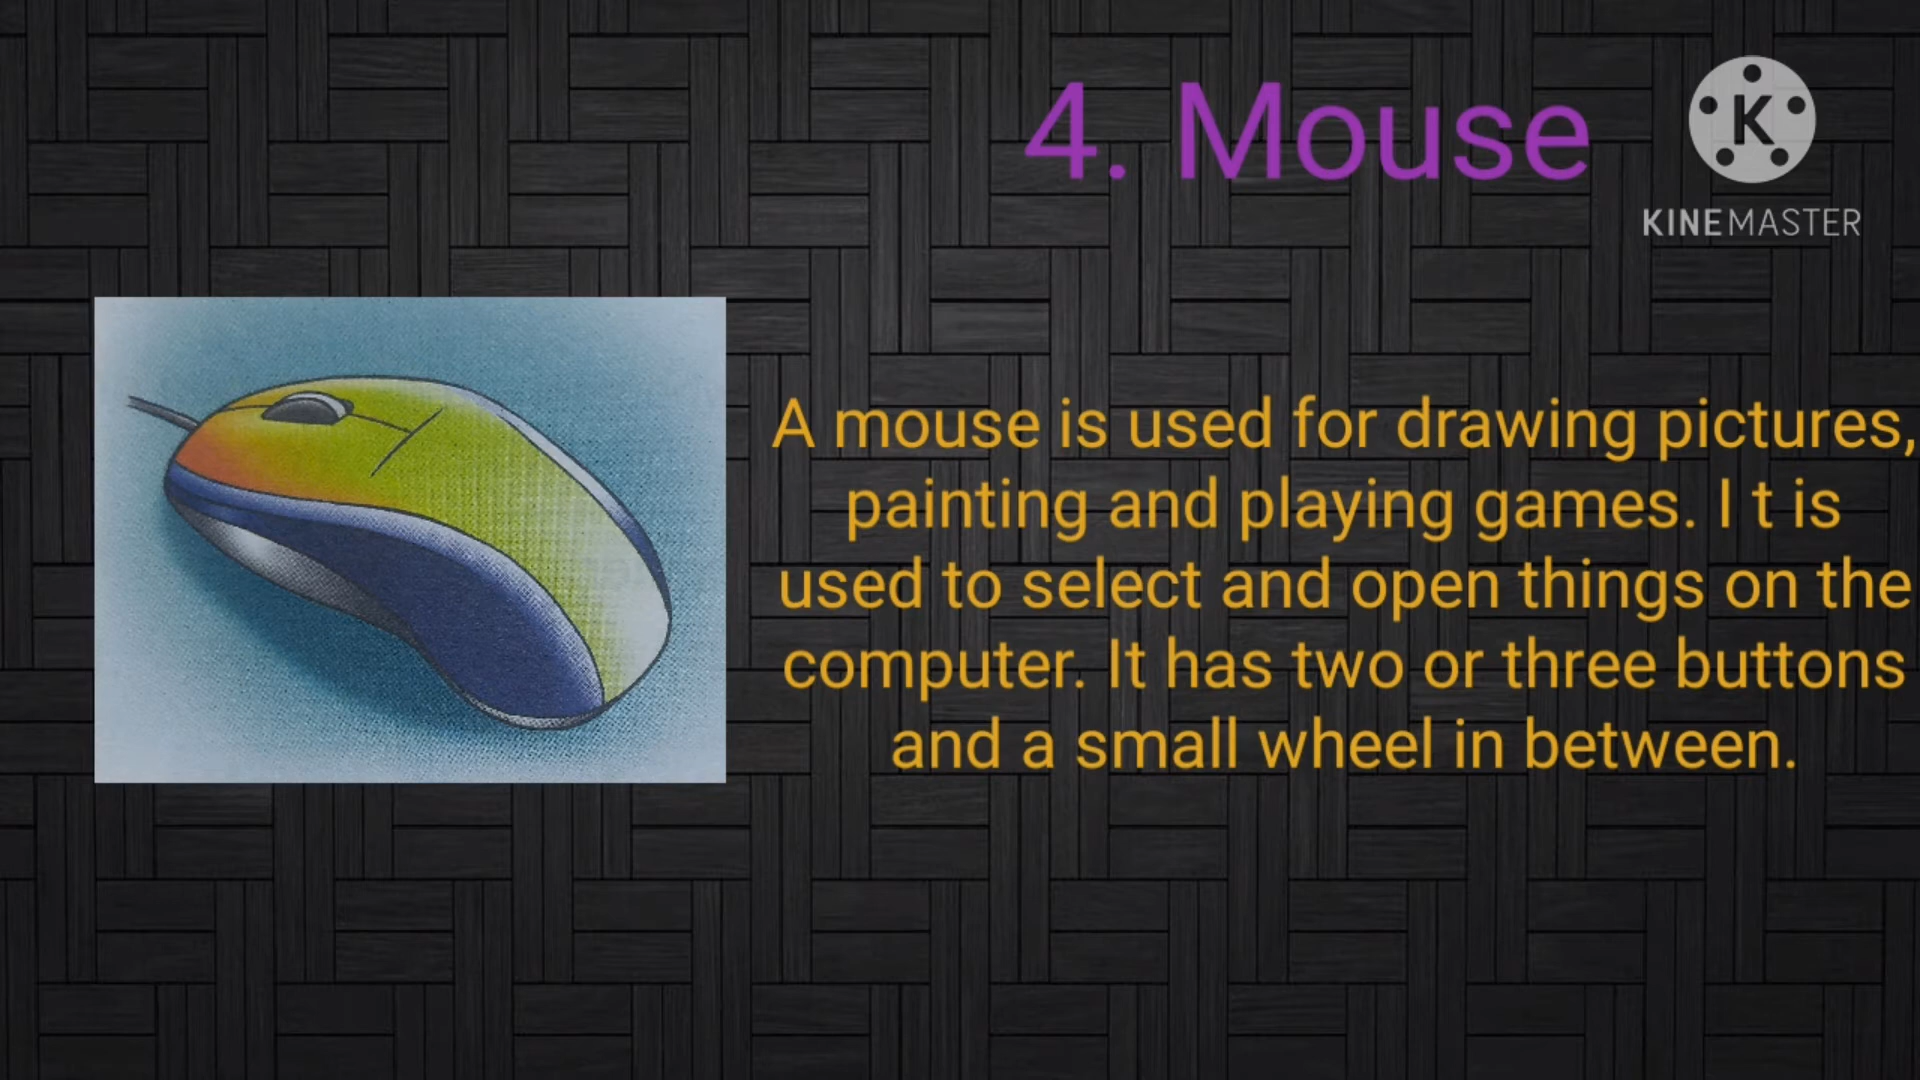 4. Mouse
K
KINEMASTER
A mouse is used for drawing pictures,
painting and playing games. I t is
used to select and open things on the
computer. It has two or three buttons
and a small wheel in between.